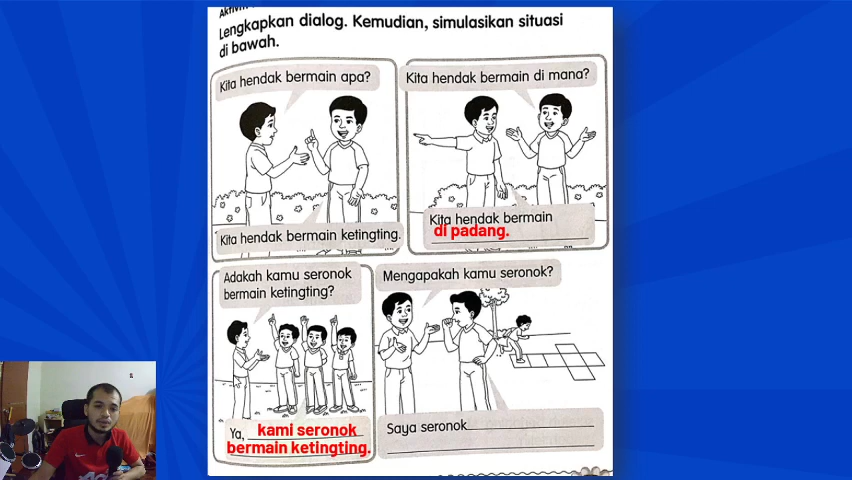 Aktiviti
Lengkapkan dialog. Kemudian, simulasikan situasi
di bawah.
Kita hendak bermain apa?
Kita hendak bermain ketingting.
Kita hendak bermain di mana?
Kita hendak bermain
di padang.
Adakah kamu seronok
bermain ketingting?
Ya, kami seronok
bermain ketingting.
Mengapakah kamu seronok?
Saya seronok